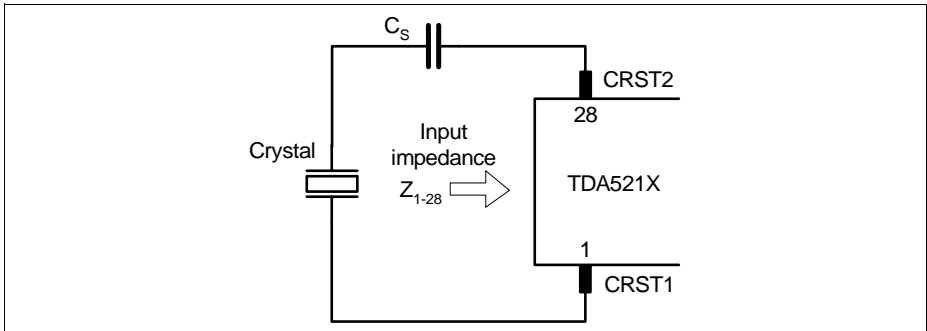 C_S
CRST2
28
Input
impedance
Z_1-28
Crystal
TDA521X
1
CRST1